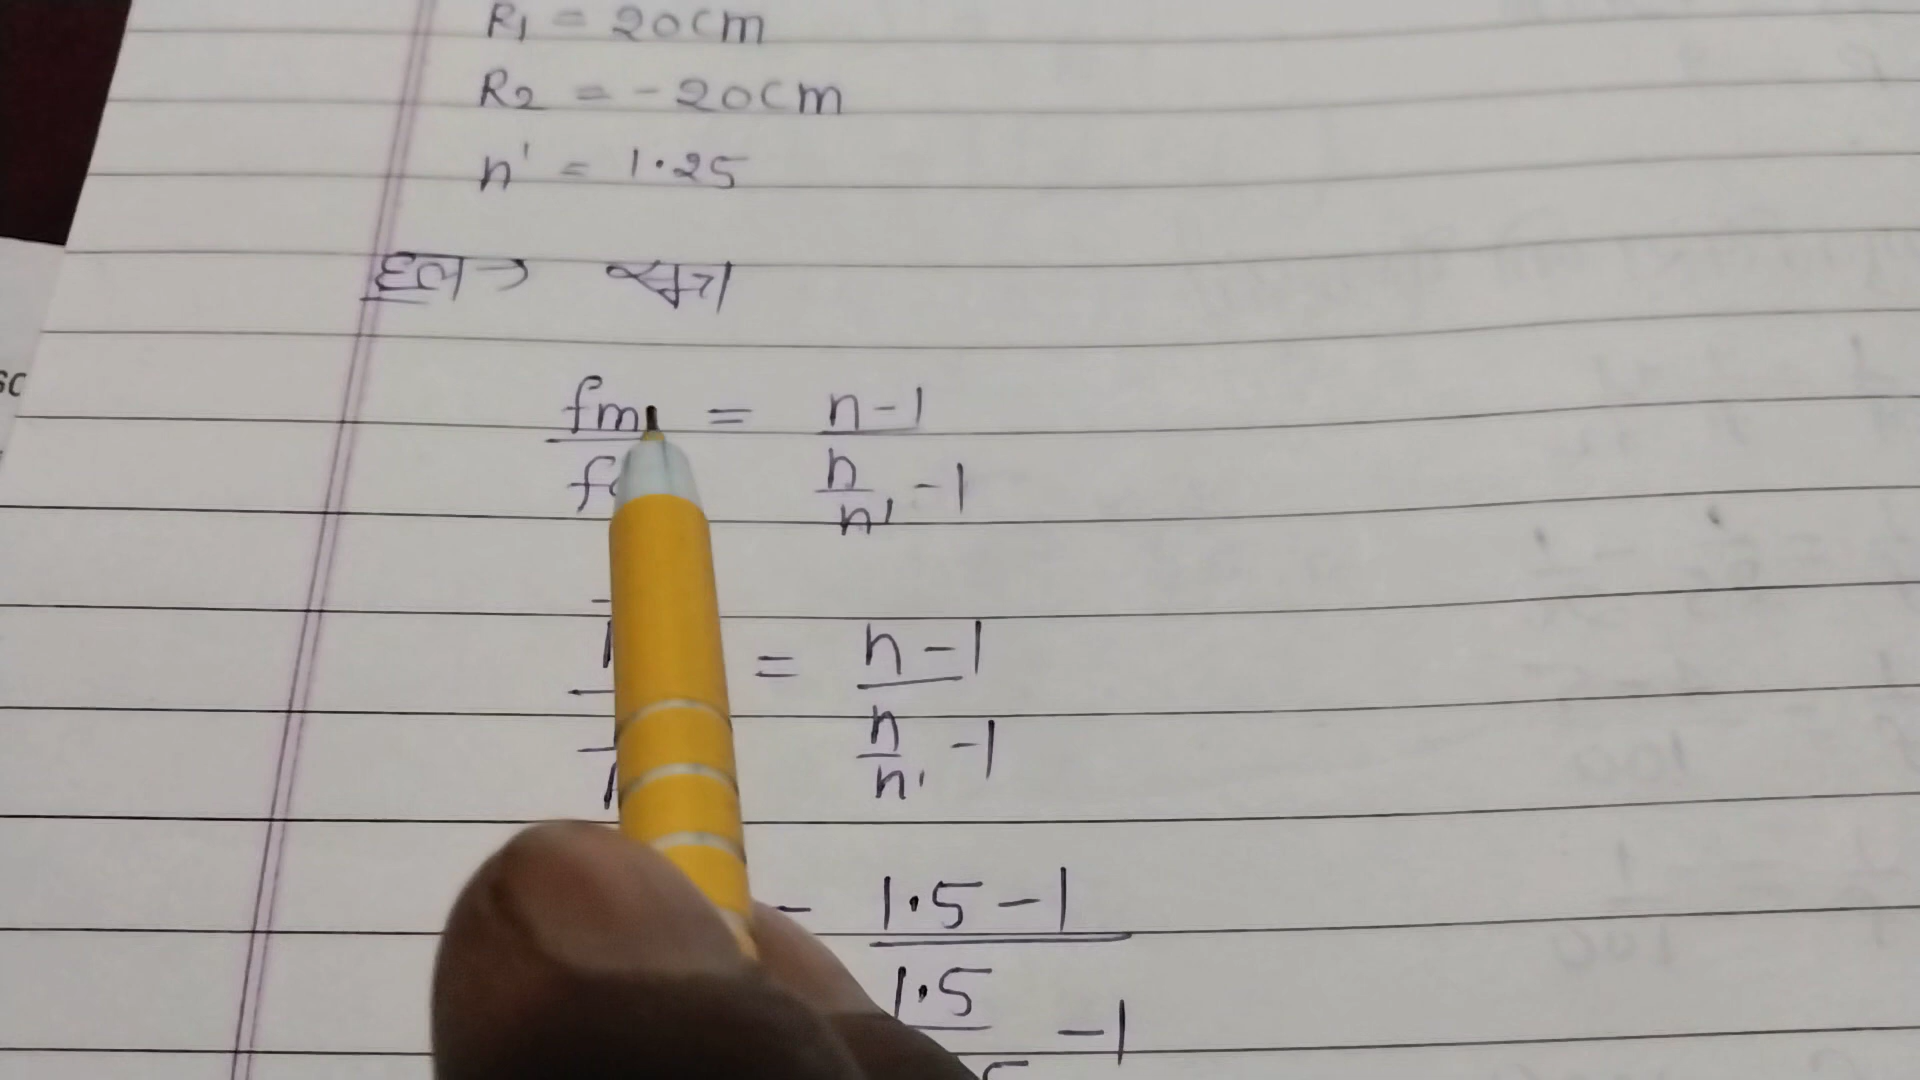 R1 = 20cm
R2 = -20cm
n' = 1.25
हल → सूत्र
fm = n-1
n/n' -1
= n-1
n/n' -1
1.5-1
1.5 -1